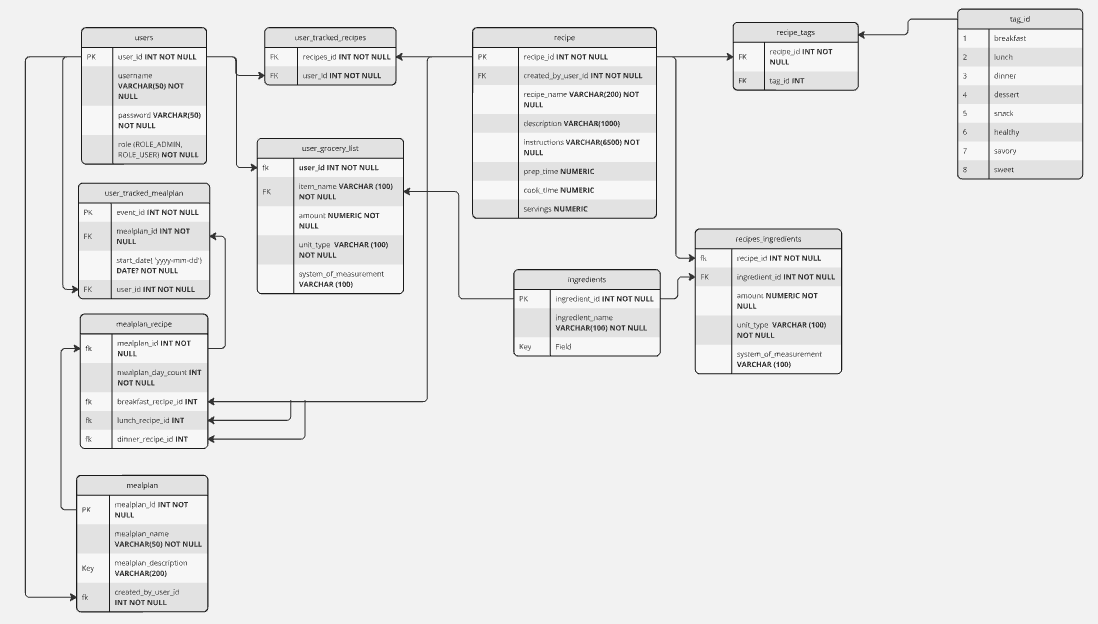 users
PK user_id INT NOT NULL
username
VARCHAR(50) NOT
NULL
password VARCHAR(50)
NOT NULL
role (ROLE_ADMIN,
ROLE_USER) NOT NULL
user_tracked_recipes
FK recipes_id INT NOT NULL
FK user_id INT NOT NULL
recipe
PK recipe_id INT NOT NULL
FK created_by_user_id INT NOT NULL
recipe_name VARCHAR(200) NOT
NULL
description VARCHAR(1000)
instructions VARCHAR(6500) NOT
NULL
prep_time NUMERIC
cook_time NUMERIC
servings NUMERIC
recipe_tags
FK recipe_id INT NOT
NULL
FK tag_id INT
tag_id
1 breakfast
2 lunch
3 dinner
4 dessert
5 snack
6 healthy
7 savory
8 sweet
user_grocery_list
fk user_id INT NOT NULL
FK item_name VARCHAR (100)
NOT NULL
amount NUMERIC NOT
NULL
unit_type VARCHAR (100)
NOT NULL
system_of_measurement
VARCHAR (100)
user_tracked_mealplan
PK event_id INT NOT NULL
FK mealplan_id INT NOT
NULL
start_date( 'yyyy-mm-dd')
DATE? NOT NULL
FK user_id INT NOT NULL
recipes_ingredients
fk recipe_id INT NOT NULL
FK ingredient_id INT NOT NULL
amount NUMERIC NOT
NULL
unit_type VARCHAR (100)
NOT NULL
system_of_measurement
VARCHAR (100)
ingredients
PK ingredient_id INT NOT NULL
ingredient_name
VARCHAR(100) NOT NULL
Key Field
mealplan_recipe
fk mealplan_id INT NOT
NULL
mealplan_day_count INT
NOT NULL
fk breakfast_recipe_id INT
fk lunch_recipe_id INT
fk dinner_recipe_id INT
mealplan
PK mealplan_id INT NOT
NULL
mealplan_name
VARCHAR(50) NOT NULL
Key mealplan_description
VARCHAR(200)
fk created_by_user_id
INT NOT NULL